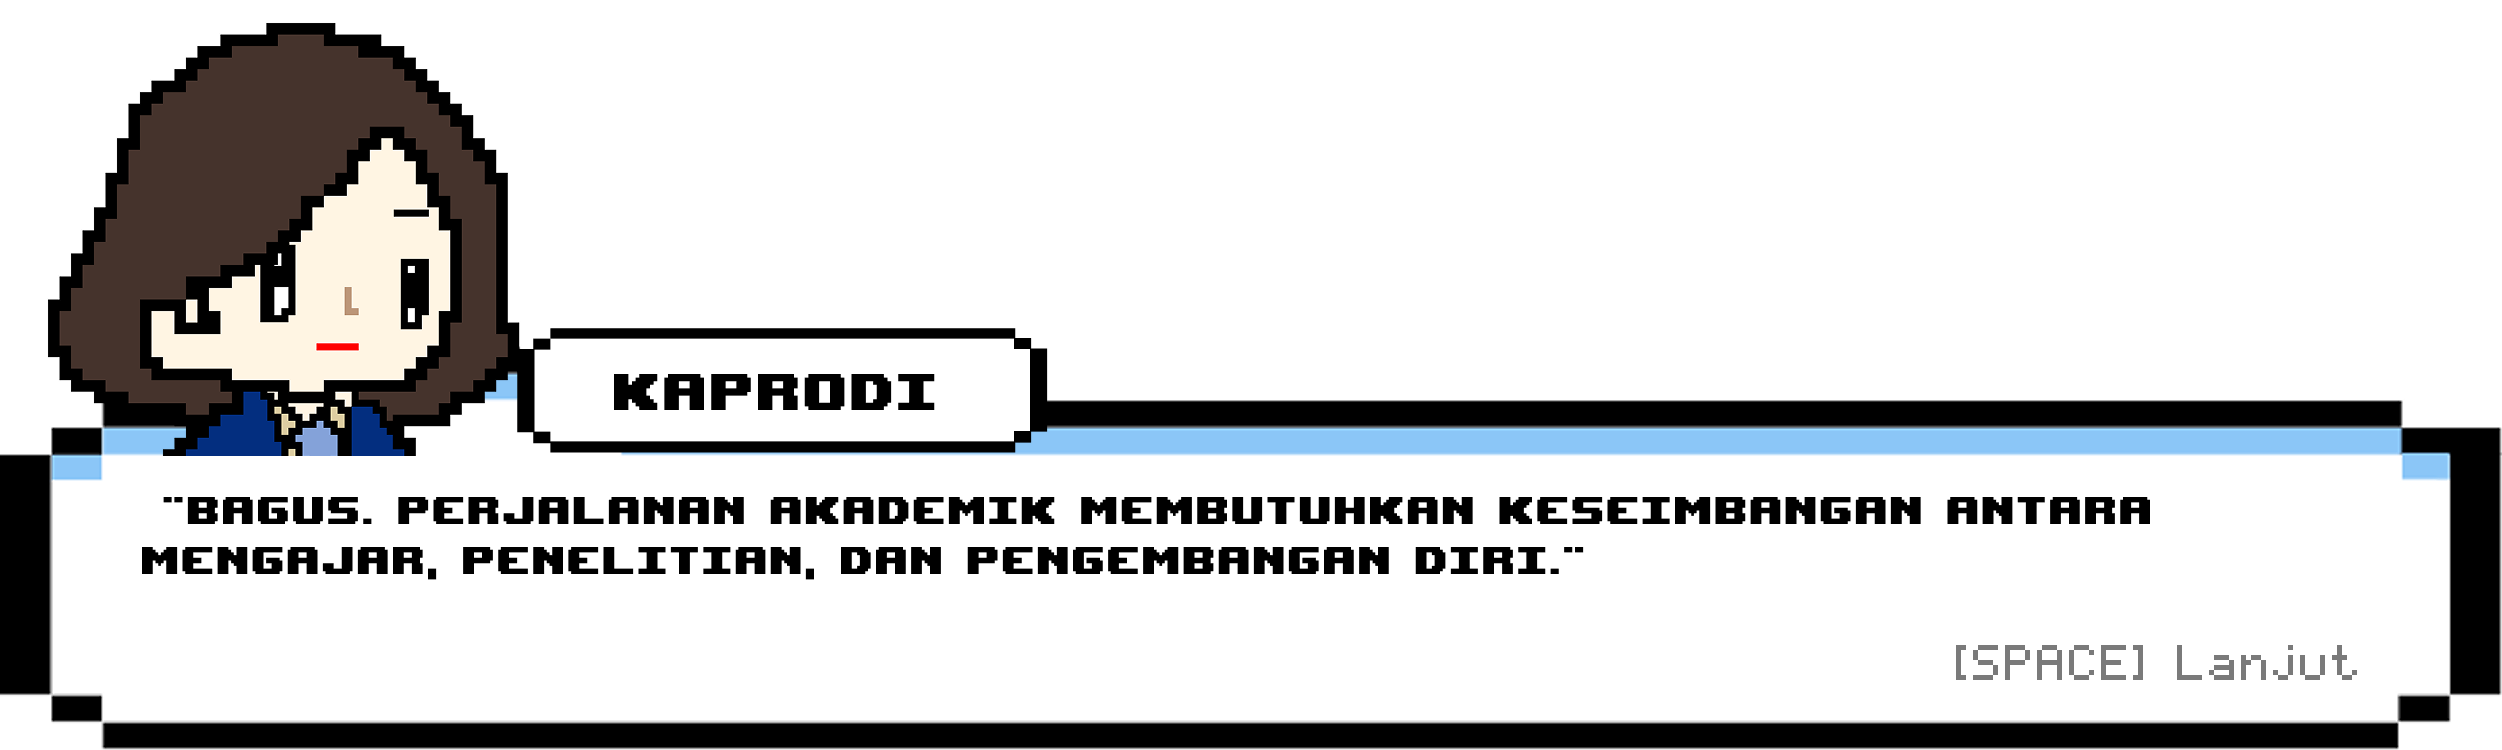 KAPRODI
"BAGUS. PERJALANAN AKADEMIK MEMBUTUHKAN KESEIMBANGAN ANTARA
MENGAJAR, PENELITIAN, DAN PENGEMBANGAN DIRI."
[SPACE] Lanjut